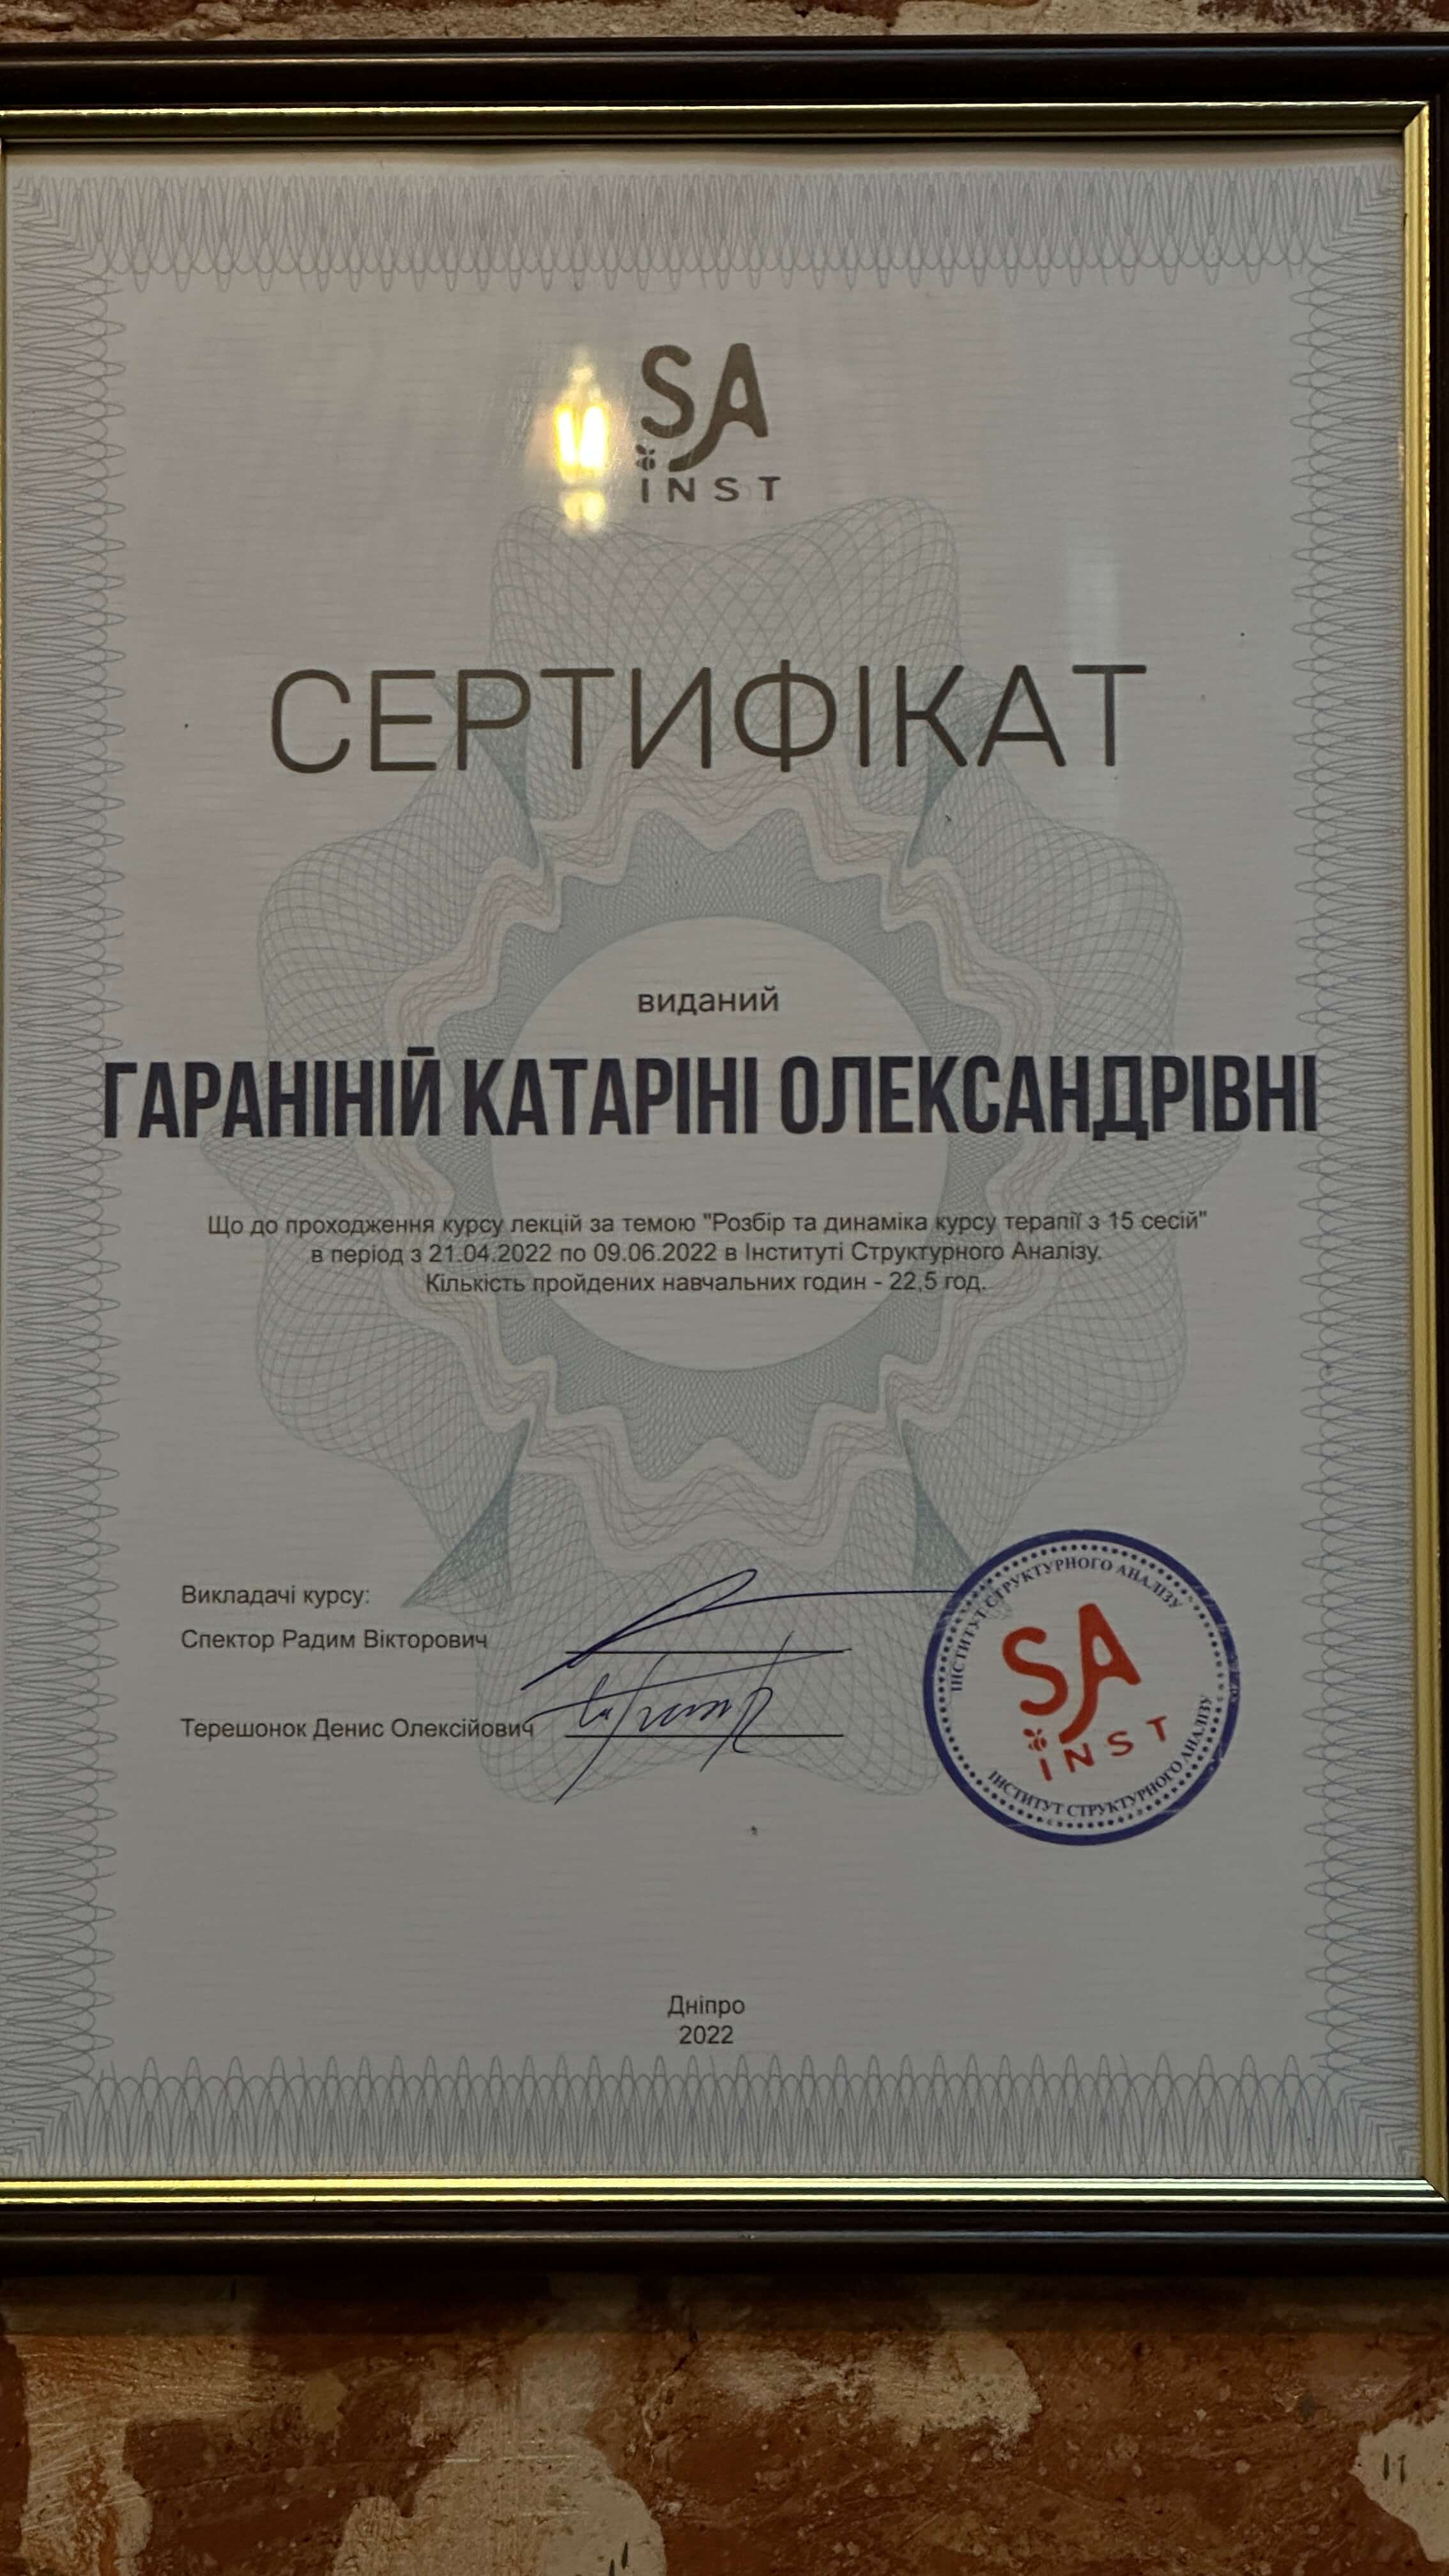 SA
INST
СЕРТИФІКАТ
виданий
ГАРАНІНІЙ КАТАРІНІ ОЛЕКСАНДРІВНІ
Що до проходження курсу лекцій за темою "Розбір та динаміка курсу терапії з 15 сесій"
в період з 21.04.2022 по 09.06.2022 в Інституті Структурного Аналізу.
Кількість пройдених навчальних годин - 22,5 год.
Викладачі курсу:
Спектор Радим Вікторович
Терешонок Денис Олексійович
ІНСТИТУТ СТРУКТУРНОГО АНАЛІЗУ
SA
INST
ІНСТИТУТ СТРУКТУРНОГО АНАЛІЗУ
Дніпро
2022